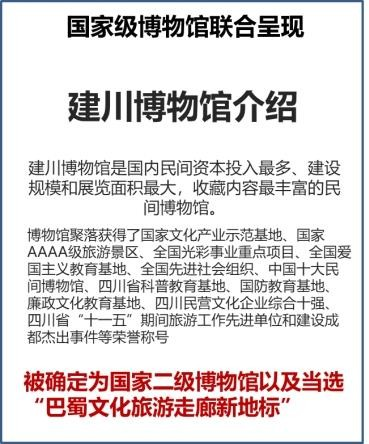 国家级博物馆联合呈现
建川博物馆介绍
建川博物馆是国内民间资本投入最多、建设
规模和展览面积最大，收藏内容最丰富的民
间博物馆。
博物馆聚落获得了国家文化产业示范基地、国家
AAAA级旅游景区、全国光彩事业重点项目、全国爱
国主义教育基地、全国先进社会组织、中国十大民
间博物馆、四川省科普教育基地、国防教育基地、
廉政文化教育基地、四川民营文化企业综合十强、
四川省“十一五”期间旅游工作先进单位和建设成
都杰出事件等荣誉称号
被确定为国家二级博物馆以及当选
“巴蜀文化旅游走廊新地标”